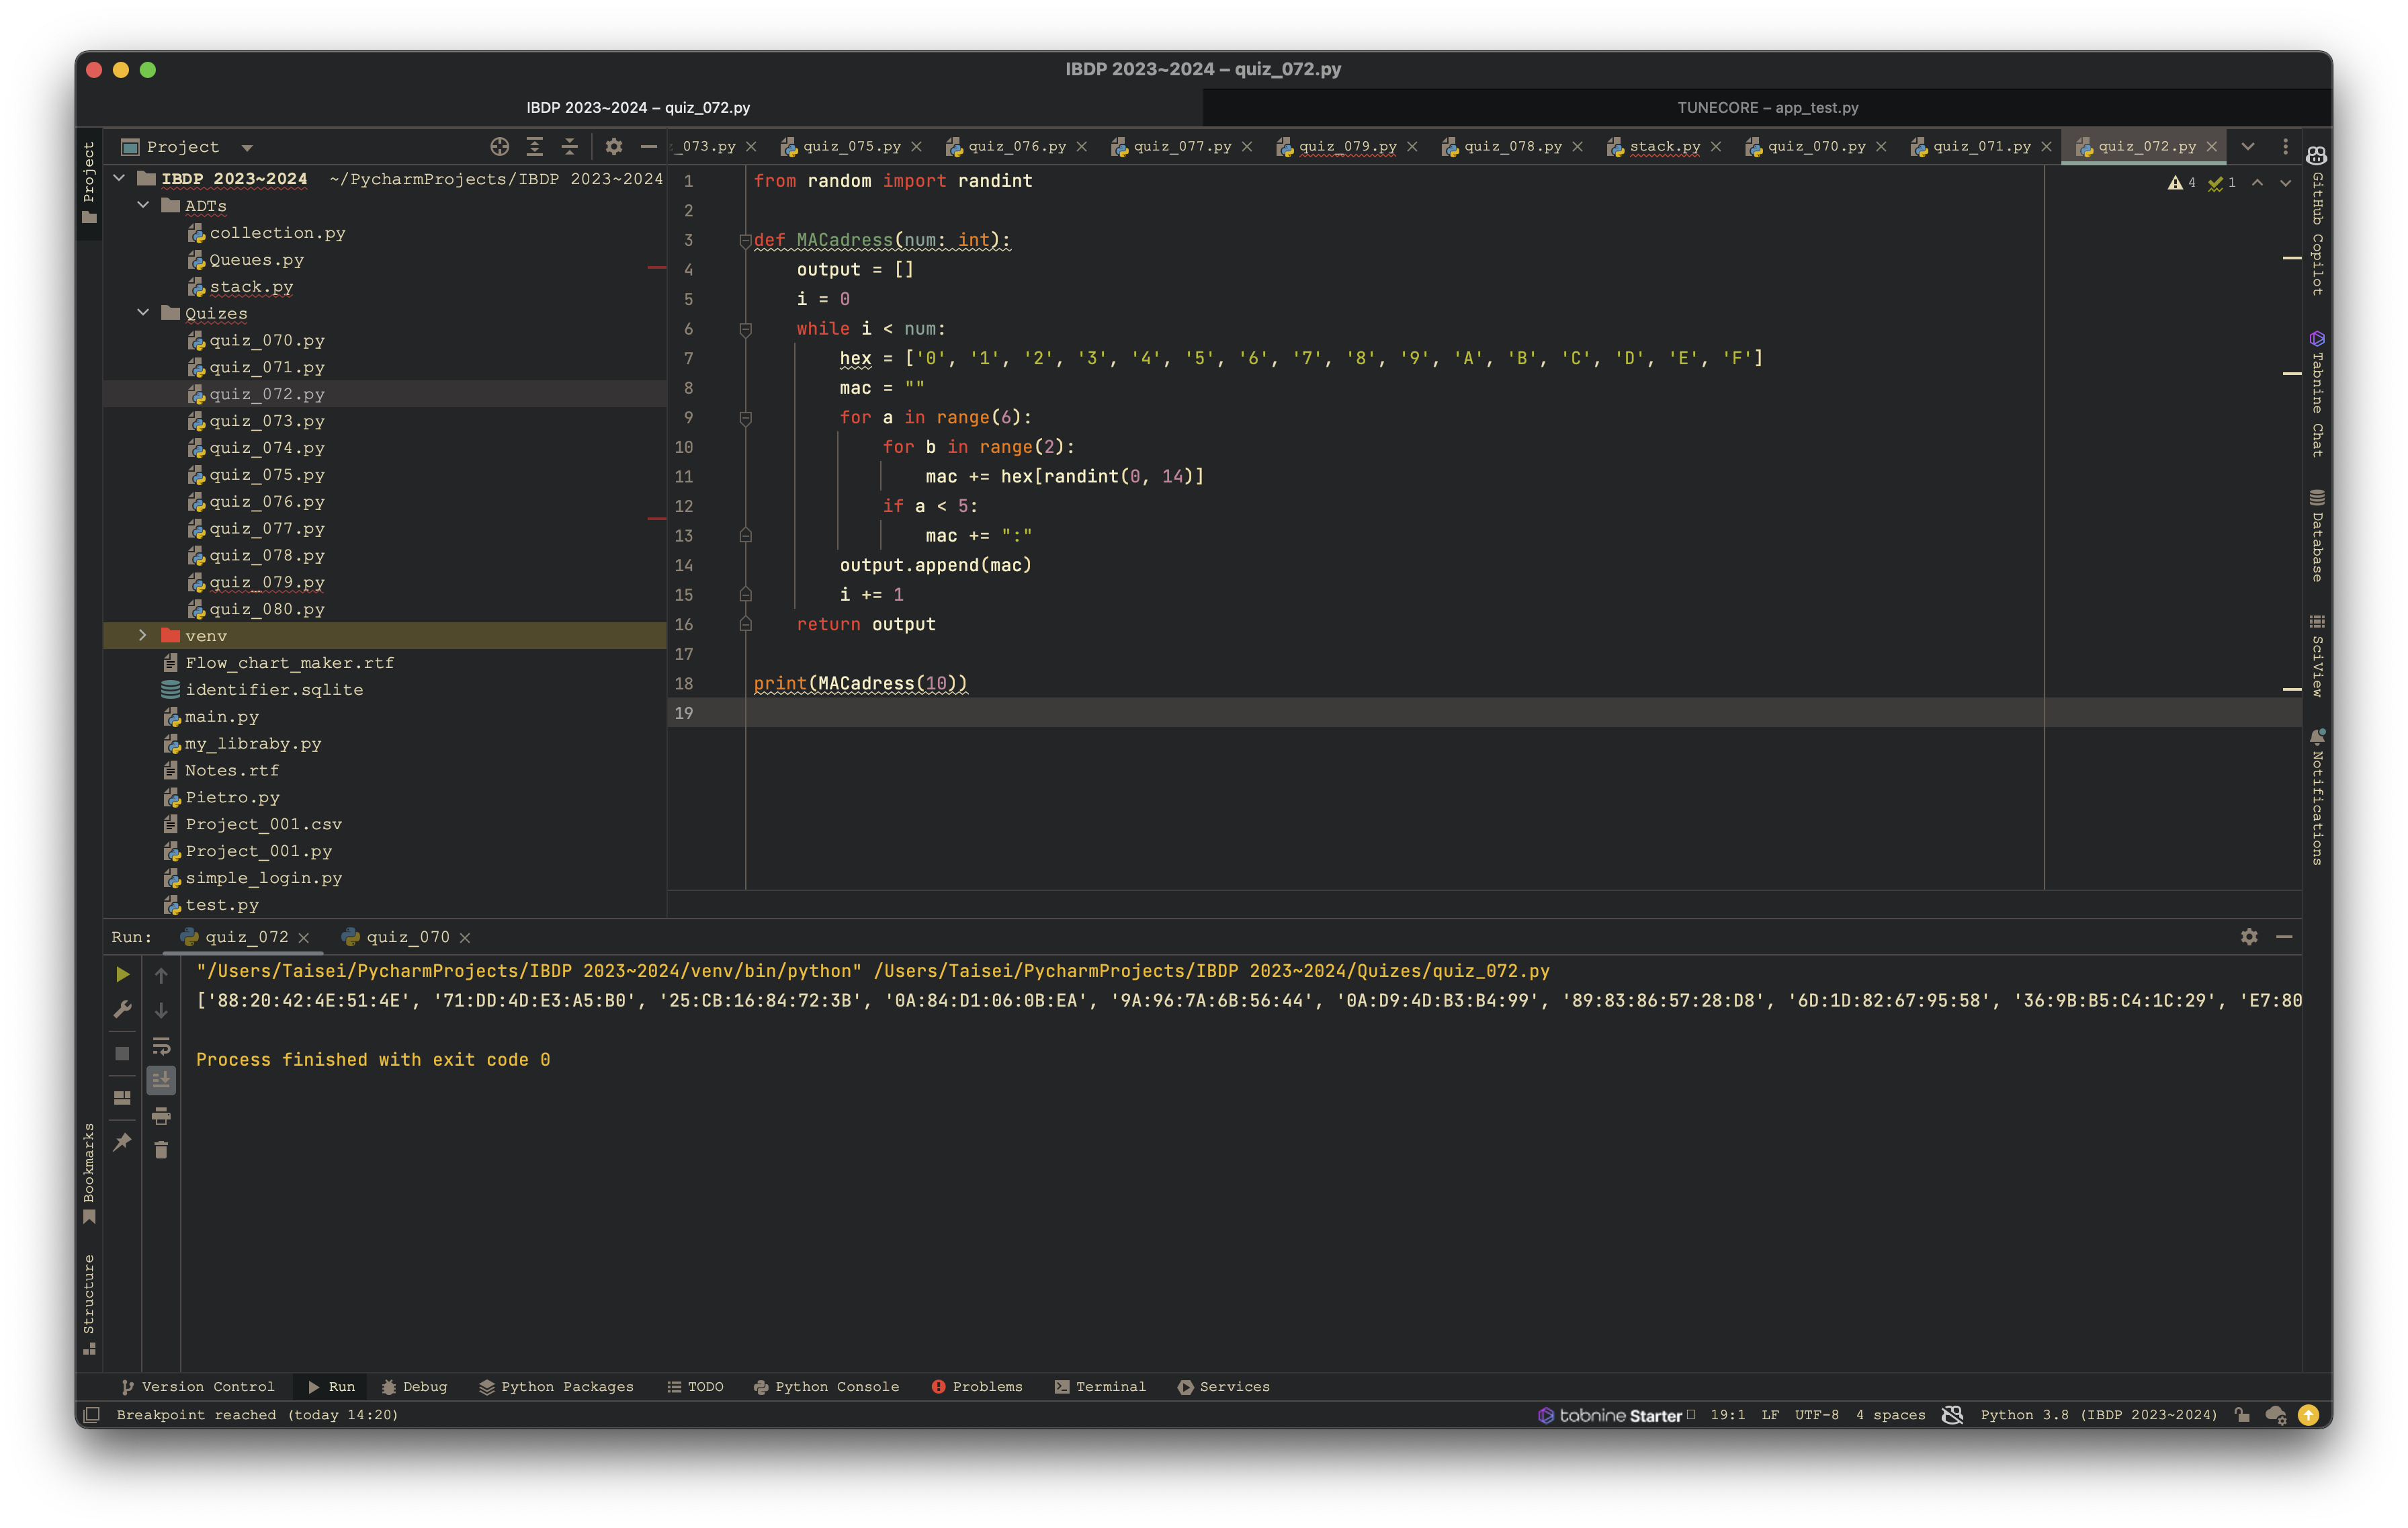 IBDP 2023~2024 – quiz_072.py
IBDP 2023~2024 – quiz_072.py
TUNECORE – app_test.py
Project
_073.py
quiz_075.py
quiz_076.py
quiz_077.py
quiz_079.py
quiz_078.py
stack.py
quiz_070.py
quiz_071.py
quiz_072.py
Project
IBDP 2023~2024 ~/PycharmProjects/IBDP 2023~2024
ADTs
collection.py
Queues.py
stack.py
Quizes
quiz_070.py
quiz_071.py
quiz_072.py
quiz_073.py
quiz_074.py
quiz_075.py
quiz_076.py
quiz_077.py
quiz_078.py
quiz_079.py
quiz_080.py
venv
Flow_chart_maker.rtf
identifier.sqlite
main.py
my_libraby.py
Notes.rtf
Pietro.py
Project_001.csv
Project_001.py
simple_login.py
test.py
4 1
1 from random import randint
2
3 def MACadress(num: int):
4     output = []
5     i = 0
6     while i < num:
7         hex = ['0', '1', '2', '3', '4', '5', '6', '7', '8', '9', 'A', 'B', 'C', 'D', 'E', 'F']
8         mac = ""
9         for a in range(6):
10             for b in range(2):
11                 mac += hex[randint(0, 14)]
12             if a < 5:
13                 mac += ":"
14         output.append(mac)
15         i += 1
16     return output
17
18 print(MACadress(10))
19
GitHub Copilot
Tabnine Chat
Database
SciView
Notifications
Run:
quiz_072
quiz_070
"/Users/Taisei/PycharmProjects/IBDP 2023~2024/venv/bin/python" /Users/Taisei/PycharmProjects/IBDP 2023~2024/Quizes/quiz_072.py
['88:20:42:4E:51:4E', '71:DD:4D:E3:A5:B0', '25:CB:16:84:72:3B', '0A:84:D1:06:0B:EA', '9A:96:7A:6B:56:44', '0A:D9:4D:B3:B4:99', '89:83:86:57:28:D8', '6D:1D:82:67:95:58', '36:9B:B5:C4:1C:29', 'E7:80
Process finished with exit code 0
Bookmarks
Structure
Version Control
Run
Debug
Python Packages
TODO
Python Console
Problems
Terminal
Services
Breakpoint reached (today 14:20)
tabnine Starter
19:1 LF UTF-8 4 spaces Python 3.8 (IBDP 2023~2024)